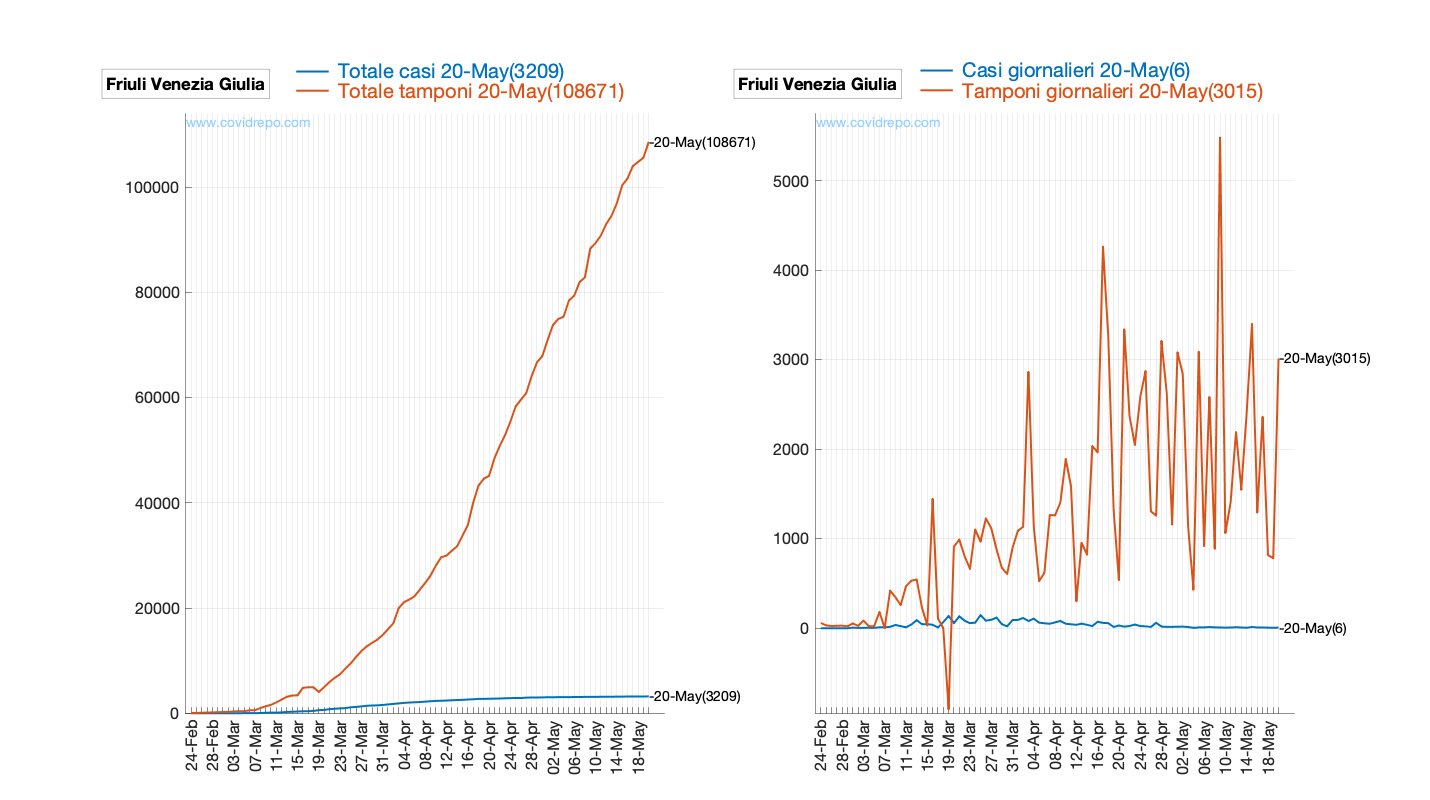 Friuli Venezia Giulia
Totale casi 20-May(3209)
Totale tamponi 20-May(108671)
www.covidrepo.com
20-May(108671)
100000
80000
60000
40000
20000
0
20-May(3209)
24-Feb
28-Feb
03-Mar
07-Mar
11-Mar
15-Mar
19-Mar
23-Mar
27-Mar
31-Mar
04-Apr
08-Apr
12-Apr
16-Apr
20-Apr
24-Apr
28-Apr
02-May
06-May
10-May
14-May
18-May
Friuli Venezia Giulia
Casi giornalieri 20-May(6)
Tamponi giornalieri 20-May(3015)
www.covidrepo.com
5000
4000
3000
2000
1000
0
20-May(3015)
20-May(6)
24-Feb
28-Feb
03-Mar
07-Mar
11-Mar
15-Mar
19-Mar
23-Mar
27-Mar
31-Mar
04-Apr
08-Apr
12-Apr
16-Apr
20-Apr
24-Apr
28-Apr
02-May
06-May
10-May
14-May
18-May